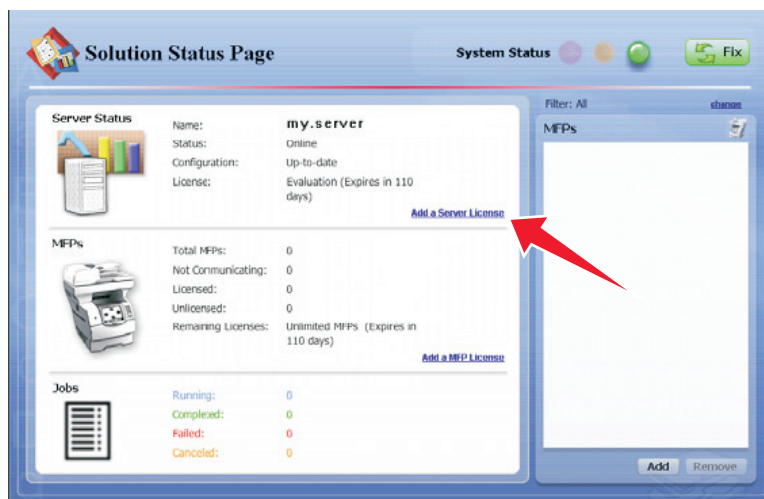 Solution Status Page
System Status
Fix
Server Status
Name: my.server
Status: Online
Configuration: Up-to-date
License: Evaluation (Expires in 110
days)
Add a Server License
MFPs
Total MFPs: 0
Not Communicating: 0
Licensed: 0
Unlicensed: 0
Remaining Licenses: Unlimited MFPs (Expires in
110 days)
Add a MFP License
Jobs
Running: 0
Completed: 0
Failed: 0
Canceled: 0
Filter: All change
MFPs
Add Remove